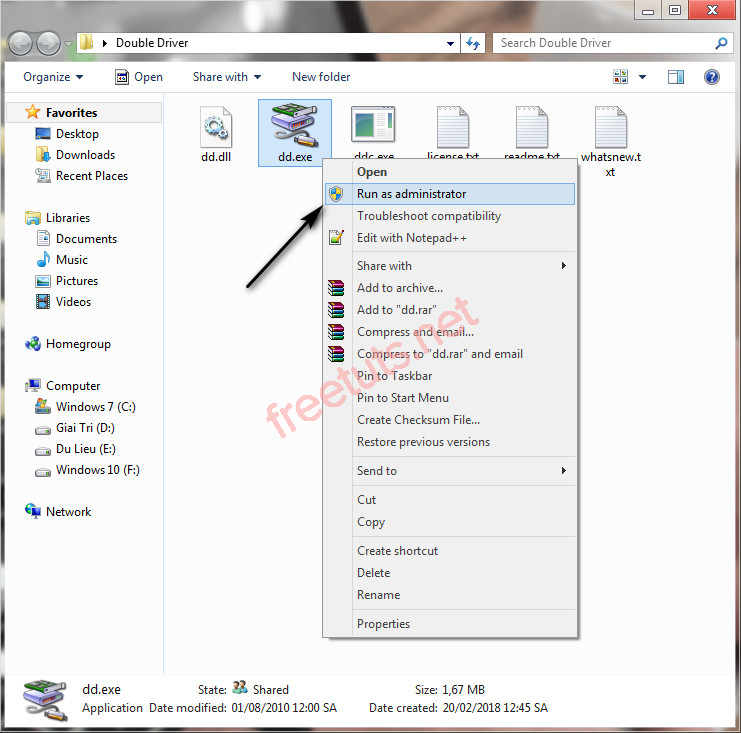 Double Driver
Search Double Driver
Organize
Open
Share with
New folder
Favorites
Desktop
Downloads
Recent Places
Libraries
Documents
Music
Pictures
Videos
Homegroup
Computer
Windows 7 (C:)
Giai Tri (D:)
Du Lieu (E:)
Windows 10 (F:)
Network
dd.dll
dd.exe
ddc.exe
license.txt
readme.txt
whatsnew.t
xt
Open
Run as administrator
Troubleshoot compatibility
Edit with Notepad++
Share with
Add to archive...
Add to "dd.rar"
Compress and email...
Compress to "dd.rar" and email
Pin to Taskbar
Pin to Start Menu
Create Checksum File...
Restore previous versions
Send to
Cut
Copy
Create shortcut
Delete
Rename
Properties
freetuts.net
dd.exe State: Shared Size: 1,67 MB
Application Date modified: 01/08/2010 12:00 SA Date created: 20/02/2018 12:45 SA